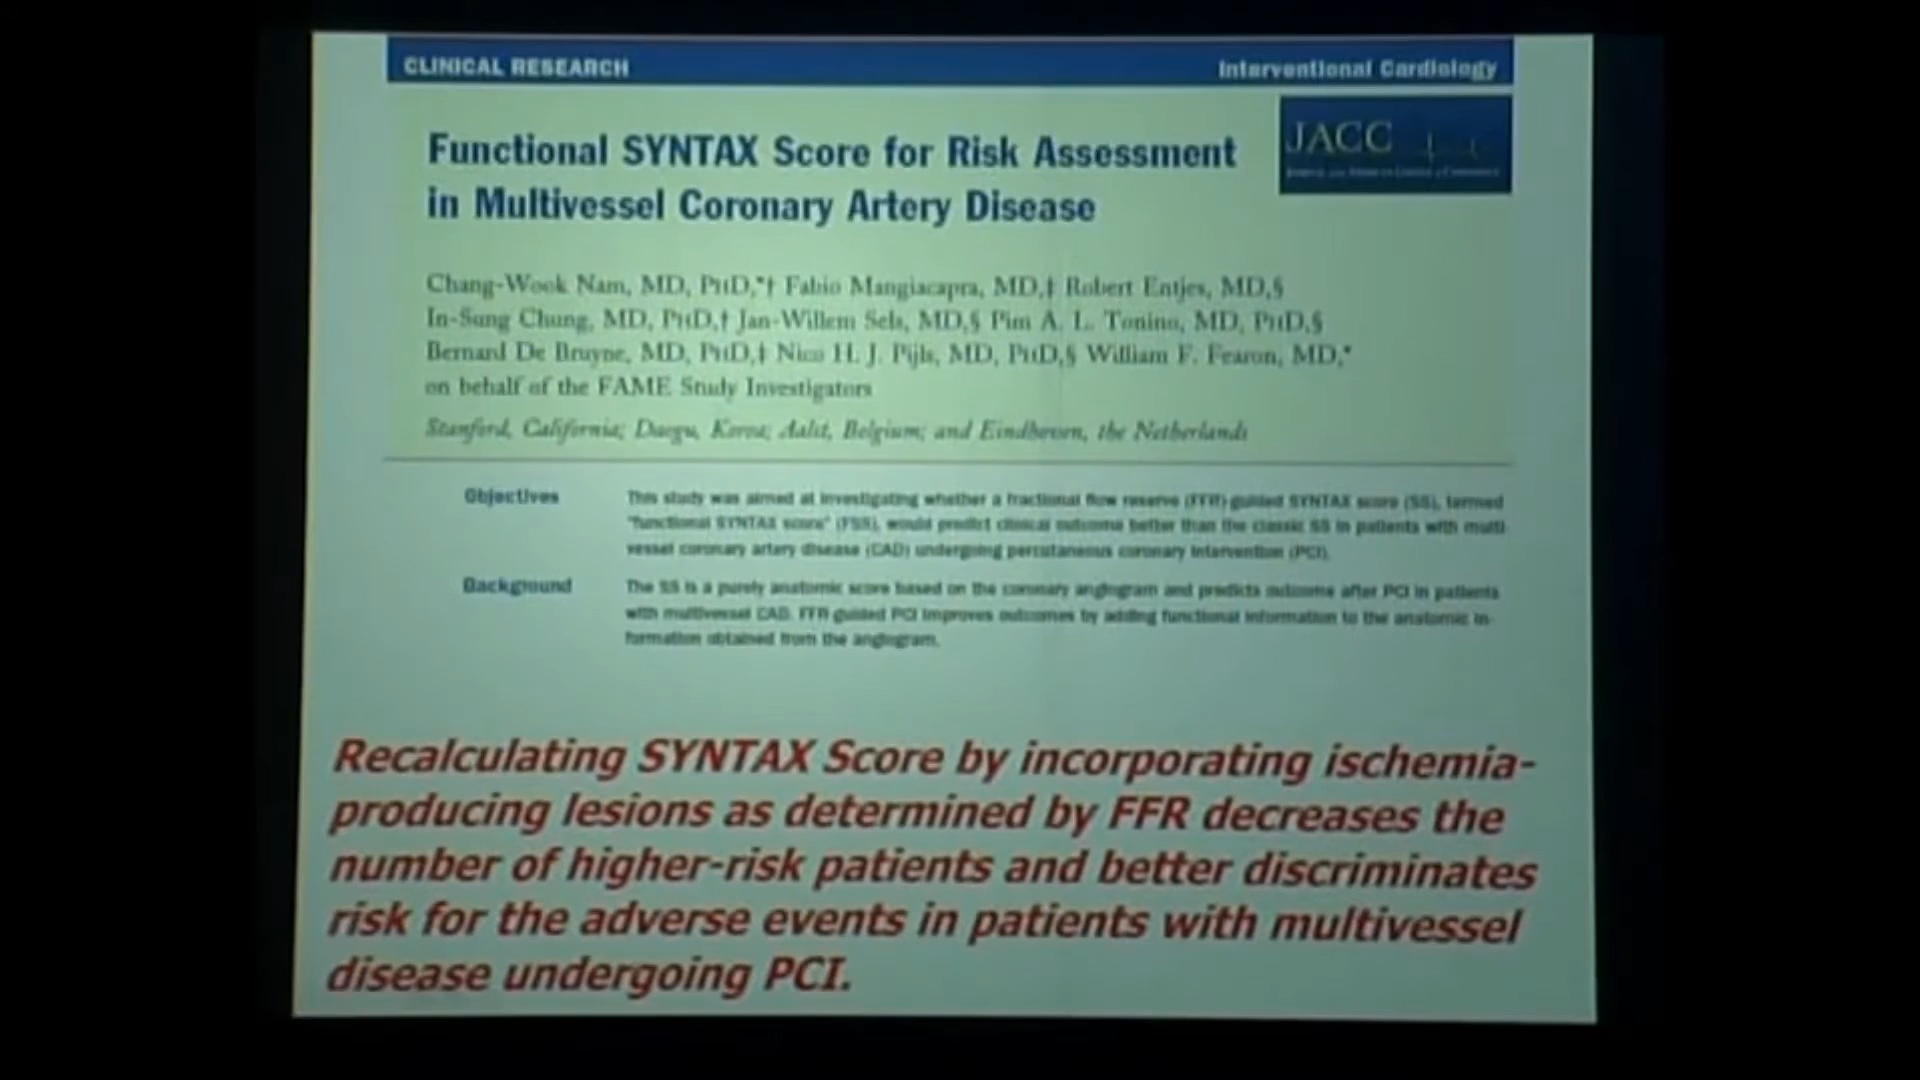 CLINICAL RESEARCH
Interventional Cardiology
JACC
Functional SYNTAX Score for Risk Assessment
in Multivessel Coronary Artery Disease
Chang-Wook Nam, MD, PHD,*† Fabio Mangiacapra, MD,‡ Robert Entjes, MD,§
In-Sung Chung, MD, PHD,† Jan-Willem Sels, MD,§ Pim A. L. Tonino, MD, PHD,§
Bernard De Bruyne, MD, PHD,‡ Nico H. J. Pijls, MD, PHD,§ William F. Fearon, MD,*
on behalf of the FAME Study Investigators
Stanford, California; Daegu, Korea; Aalst, Belgium; and Eindhoven, the Netherlands
Objectives
This study was aimed at investigating whether a fractional flow reserve (FFR)-guided SYNTAX score (SS), termed
"functional SYNTAX score" (FSS), would predict clinical outcome better than the classic SS in patients with multi
vessel coronary artery disease (CAD) undergoing percutaneous coronary intervention (PCI).
Background
The SS is a purely anatomic score based on the coronary angiogram and predicts outcome after PCI in patients
with multivessel CAD. FFR-guided PCI improves outcomes by adding functional information to the anatomic in-
formation obtained from the angiogram.
Recalculating SYNTAX Score by incorporating ischemia-
producing lesions as determined by FFR decreases the
number of higher-risk patients and better discriminates
risk for the adverse events in patients with multivessel
disease undergoing PCI.